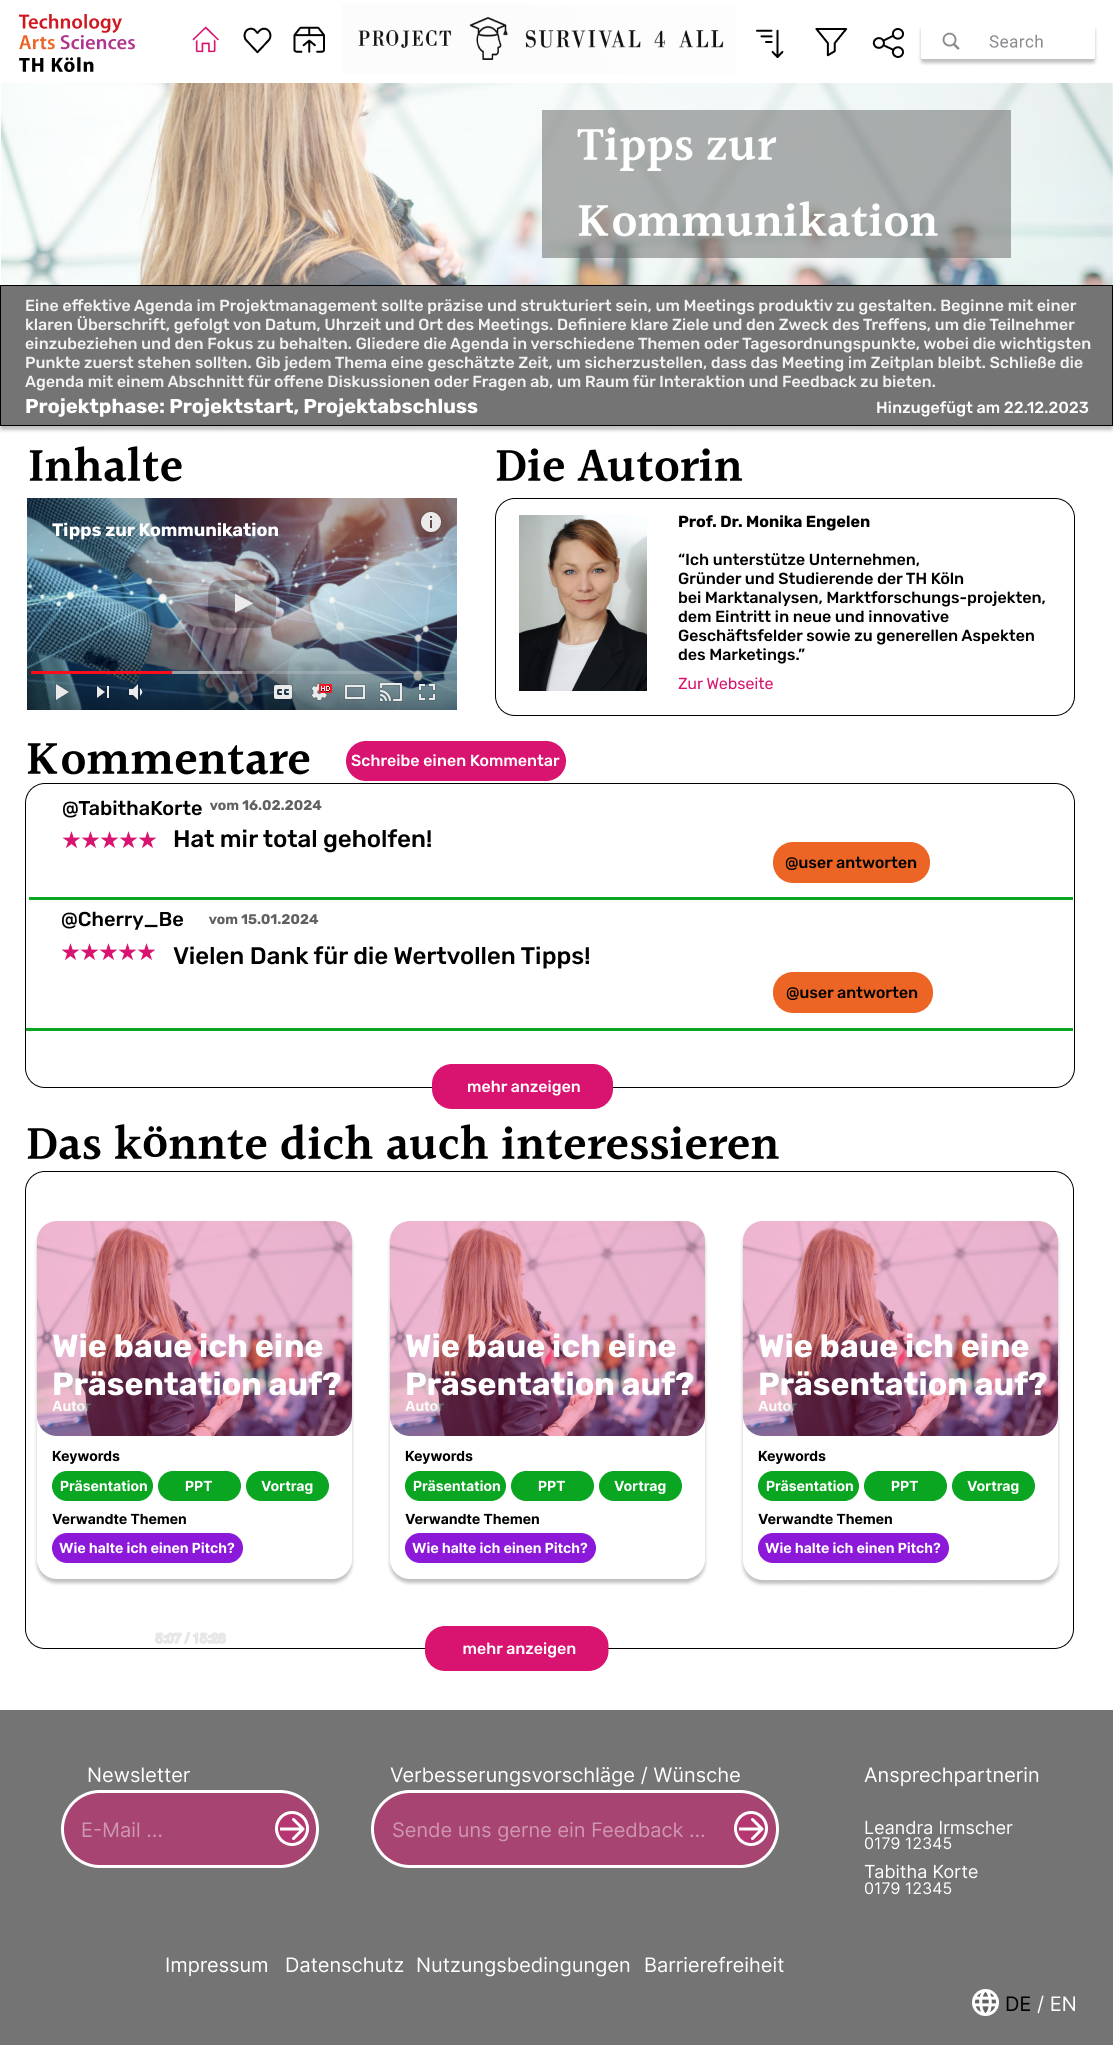 Technology
Arts Sciences
TH Köln
PROJECT SURVIVAL 4 ALL
Search
Tipps zur
Kommunikation
Eine effektive Agenda im Projektmanagement sollte präzise und strukturiert sein, um Meetings produktiv zu gestalten. Beginne mit einer
klaren Überschrift, gefolgt von Datum, Uhrzeit und Ort des Meetings. Definiere klare Ziele und den Zweck des Treffens, um die Teilnehmer
einzubeziehen und den Fokus zu behalten. Gliedere die Agenda in verschiedene Themen oder Tagesordnungspunkte, wobei die wichtigsten
Punkte zuerst stehen sollten. Gib jedem Thema eine geschätzte Zeit, um sicherzustellen, dass das Meeting im Zeitplan bleibt. Schließe die
Agenda mit einem Abschnitt für offene Diskussionen oder Fragen ab, um Raum für Interaktion und Feedback zu bieten.
Projektphase: Projektstart, Projektabschluss
Hinzugefügt am 22.12.2023
Inhalte
Tipps zur Kommunikation
i
CC
HD
Die Autorin
Prof. Dr. Monika Engelen
“Ich unterstütze Unternehmen,
Gründer und Studierende der TH Köln
bei Marktanalysen, Marktforschungs-projekten,
dem Eintritt in neue und innovative
Geschäftsfelder sowie zu generellen Aspekten
des Marketings.”
Zur Webseite
Kommentare
Schreibe einen Kommentar
@TabithaKorte vom 16.02.2024
Hat mir total geholfen!
@user antworten
@Cherry_Be vom 15.01.2024
Vielen Dank für die Wertvollen Tipps!
@user antworten
mehr anzeigen
Das könnte dich auch interessieren
Wie baue ich eine
Präsentation auf?
Autor
Keywords
Präsentation PPT Vortrag
Verwandte Themen
Wie halte ich einen Pitch?
Wie baue ich eine
Präsentation auf?
Autor
Keywords
Präsentation PPT Vortrag
Verwandte Themen
Wie halte ich einen Pitch?
Wie baue ich eine
Präsentation auf?
Autor
Keywords
Präsentation PPT Vortrag
Verwandte Themen
Wie halte ich einen Pitch?
5:07 / 15:28
mehr anzeigen
Newsletter
E-Mail ...
Verbesserungsvorschläge / Wünsche
Sende uns gerne ein Feedback ...
Ansprechpartnerin
Leandra Irmscher
0179 12345
Tabitha Korte
0179 12345
Impressum Datenschutz Nutzungsbedingungen Barrierefreiheit
DE / EN